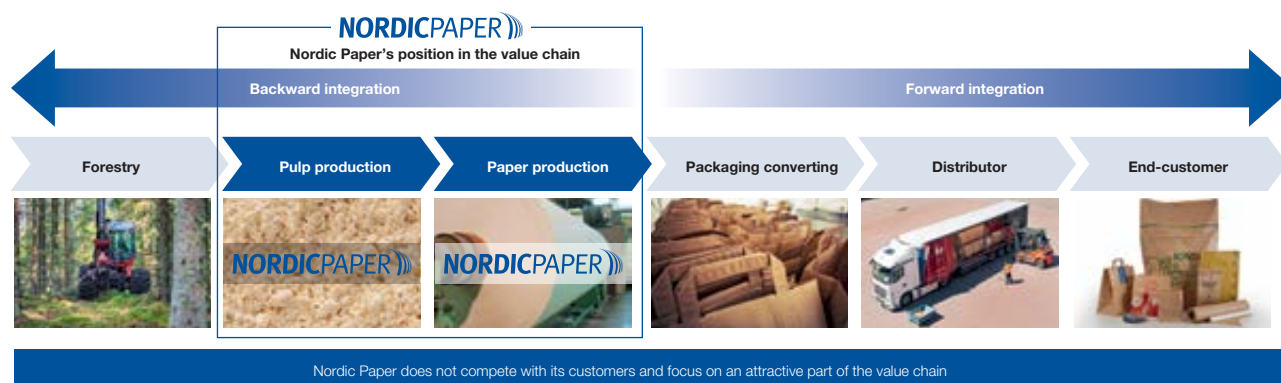 NORDICPAPER
Nordic Paper's position in the value chain
Backward integration
Forward integration
Forestry
Pulp production
Paper production
Packaging converting
Distributor
End-customer
NORDICPAPER
NORDICPAPER
Nordic Paper does not compete with its customers and focus on an attractive part of the value chain